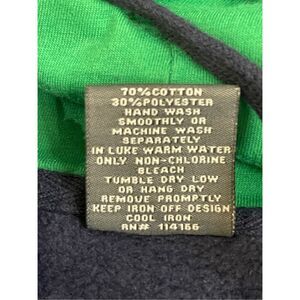 70% COTTON
30% POLYESTER
HAND WASH
SMOOTHLY OR
MACHINE WASH
SEPARATELY
IN LUKE WARM WATER
ONLY NON-CHLORINE
BLEACH
TUMBLE DRY LOW
OR HANG DRY
REMOVE PROMPTLY
KEEP IRON OFF DESIGN
COOL IRON
RN# 114166